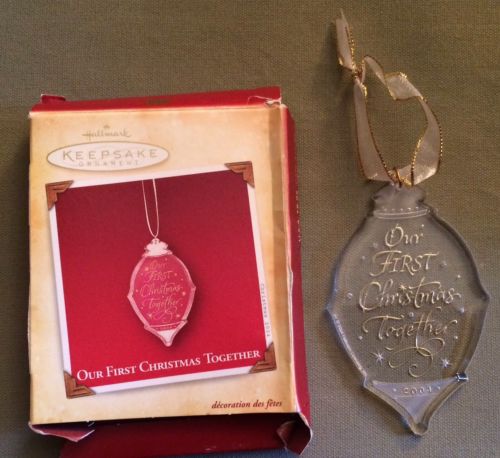 Hallmark
KEEPSAKE
ORNAMENT
Our
FIRST
Christmas
Together
OUR FIRST CHRISTMAS TOGETHER
décoration des fêtes
Our
FIRST
Christmas
Together
2004